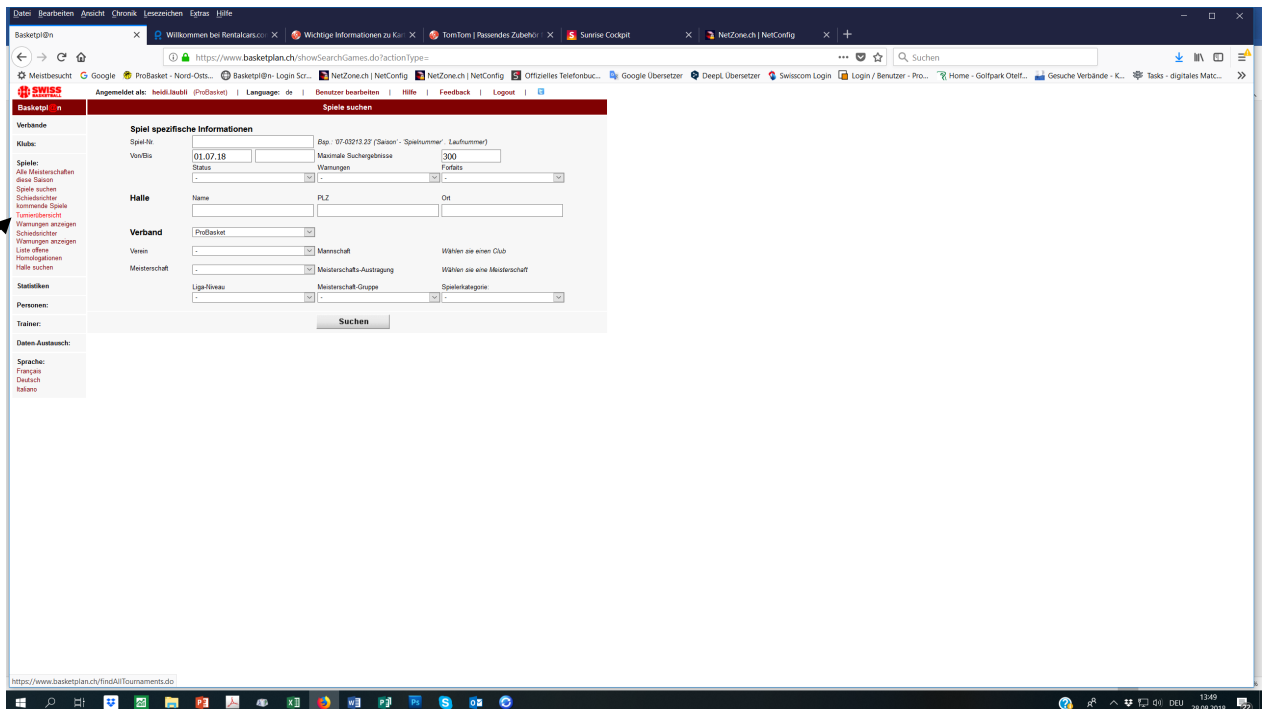 Datei Bearbeiten Ansicht Chronik Lesezeichen Extras Hilfe
Basketpl@n Willkommen bei Rentalcars.co Wichtige Informationen zu Kar TomTom | Passendes Zubehör Sunrise Cockpit NetZone.ch | NetConfig
https://www.basketplan.ch/showSearchGames.do?actionType= Suchen
Meistbesucht Google ProBasket - Nord-Osts... Basketpl@n- Login Scr... NetZone.ch | NetConfig NetZone.ch | NetConfig Offizielles Telefonbuc... Google Übersetzer DeepL Übersetzer Swisscom Login Login / Benutzer - Pro... Home - Golfpark Otelf... Gesuche Verbände - K... Tasks - digitales Matc...
SWISS BASKETBALL Angemeldet als: heidi.läubli (ProBasket) | Language: de | Benutzer bearbeiten | Hilfe | Feedback | Logout |
Basketpl@n Spiele suchen
Verbände
Klubs:
Spiele:
Alle Meisterschaften
diese Saison
Spiele suchen
Schiedsrichter
kommende Spiele
Turnierübersicht
Warnungen anzeigen
Schiedsrichter
Warnungen anzeigen
Liste offene
Homologationen
Halle suchen
Statistiken
Personen:
Trainer:
Daten-Austausch:
Sprache:
Français
Deutsch
Italiano
Spiel spezifische Informationen
Spiel-Nr. Bsp.: '07-03213.23' ('Saison' - 'Spielnummer' . 'Laufnummer')
Von/Bis 01.07.18 Maximale Suchergebnisse 300
Status Warnungen Forfaits
- - -
Halle Name PLZ Ort
Verband ProBasket
Verein - Mannschaft Wählen sie einen Club
Meisterschaft - Meisterschafts-Austragung Wählen sie eine Meisterschaft
Liga-Niveau Meisterschaft-Gruppe Spielerkategorie:
- - -
Suchen
https://www.basketplan.ch/findAllTournaments.do
DEU 13:49
28.08.2018